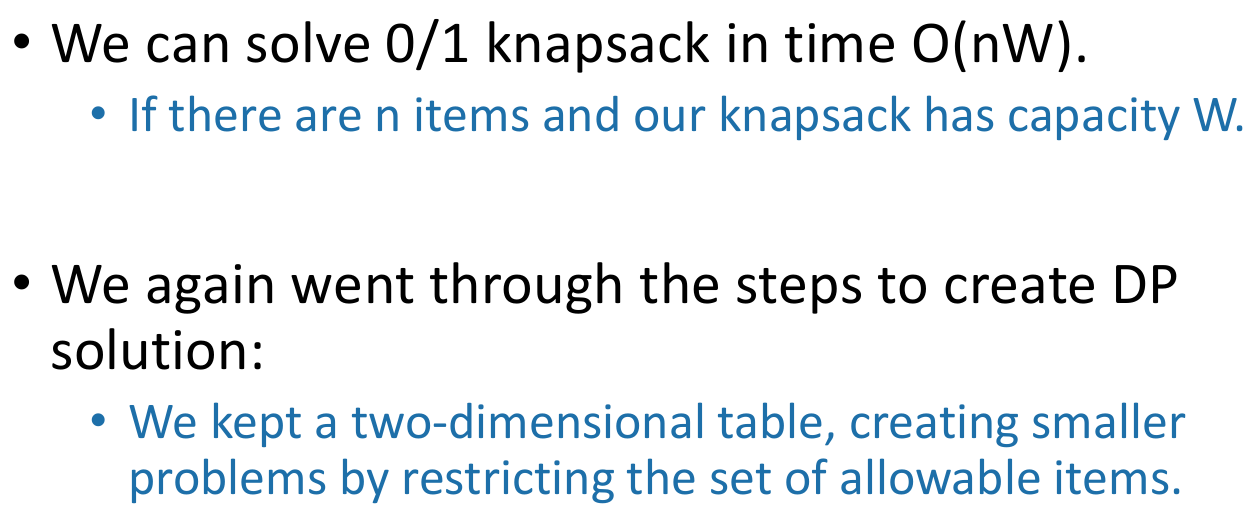 • We can solve 0/1 knapsack in time O(nW).
• If there are n items and our knapsack has capacity W.
• We again went through the steps to create DP
solution:
• We kept a two-dimensional table, creating smaller
problems by restricting the set of allowable items.